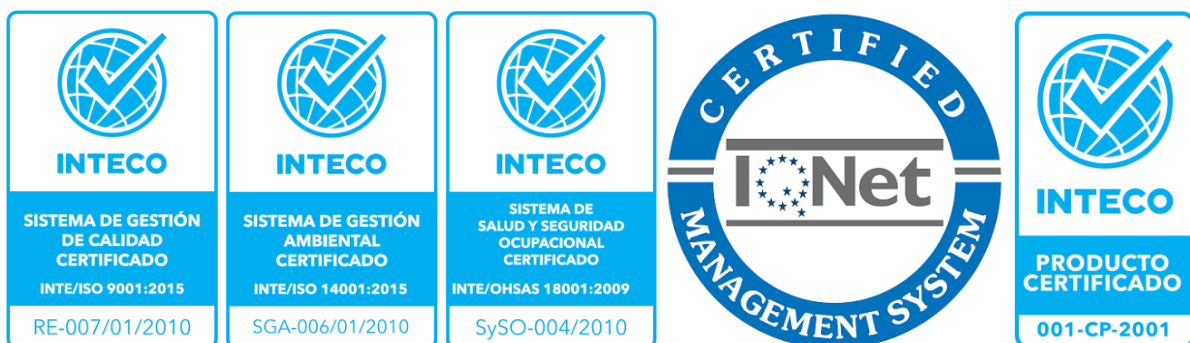 INTECO
SISTEMA DE GESTIÓN
DE CALIDAD
CERTIFICADO
INTE/ISO 9001:2015
RE-007/01/2010
INTECO
SISTEMA DE GESTIÓN
AMBIENTAL
CERTIFICADO
INTE/ISO 14001:2015
SGA-006/01/2010
INTECO
SISTEMA DE
SALUD Y SEGURIDAD
OCUPACIONAL
CERTIFICADO
INTE/OHSAS 18001:2009
SySO-004/2010
CERTIFIED
IQNet
MANAGEMENT SYSTEM
INTECO
PRODUCTO
CERTIFICADO
001-CP-2001